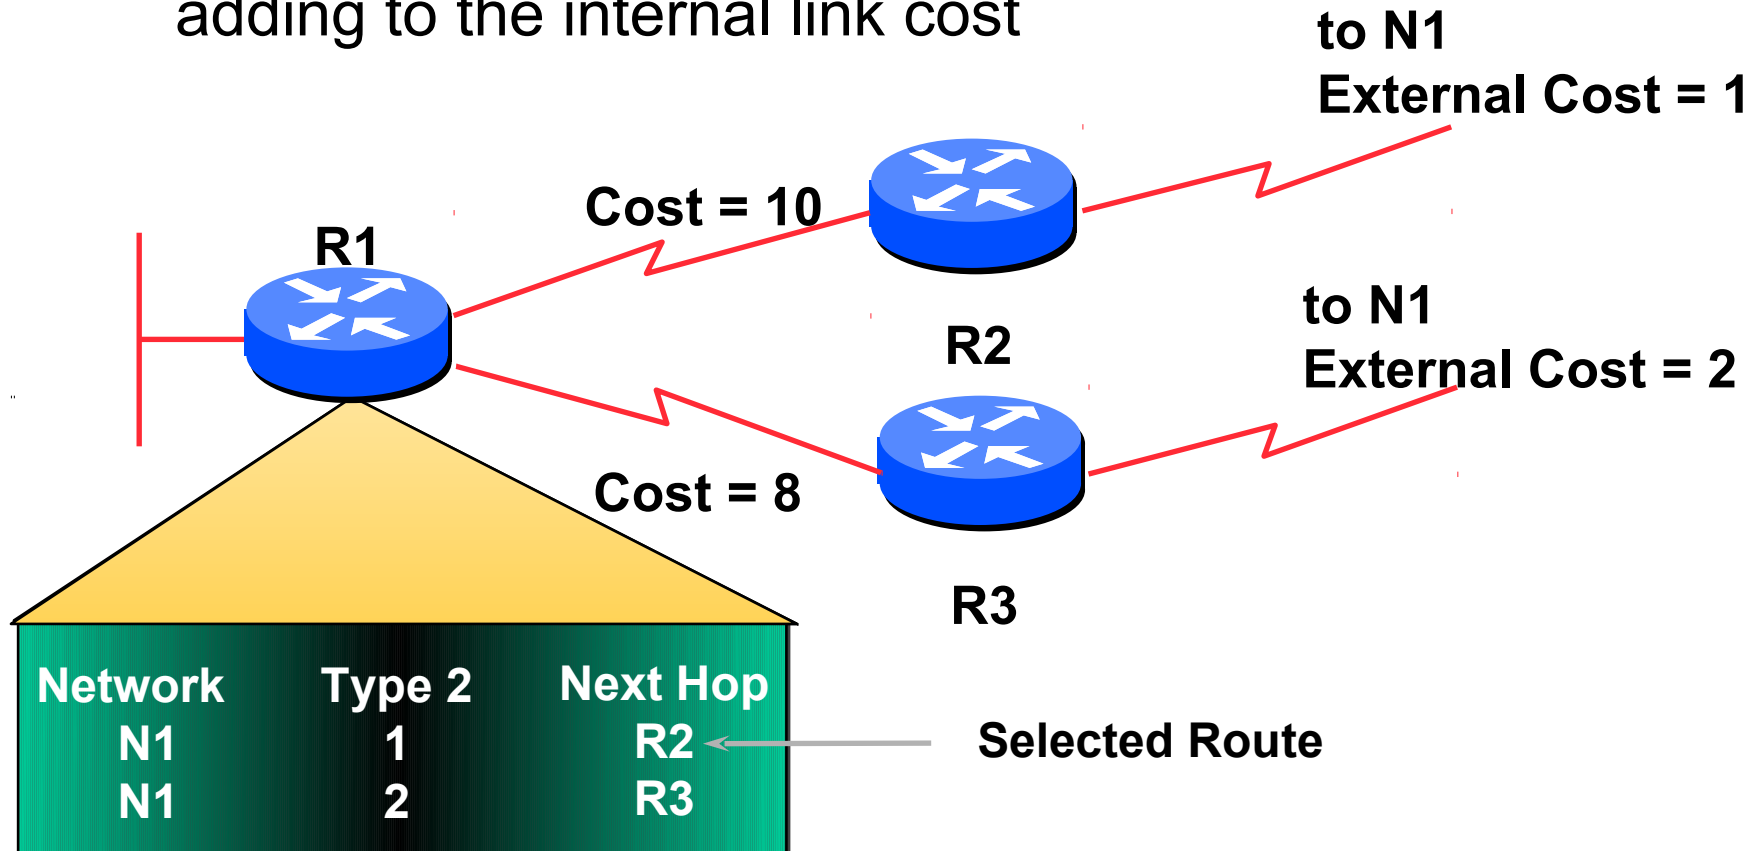 adding to the internal link cost
to N1
External Cost = 1
Cost = 10
R1
R2
to N1
External Cost = 2
Cost = 8
R3
Network Type 2 Next Hop
N1 1 R2
N1 2 R3
Selected Route